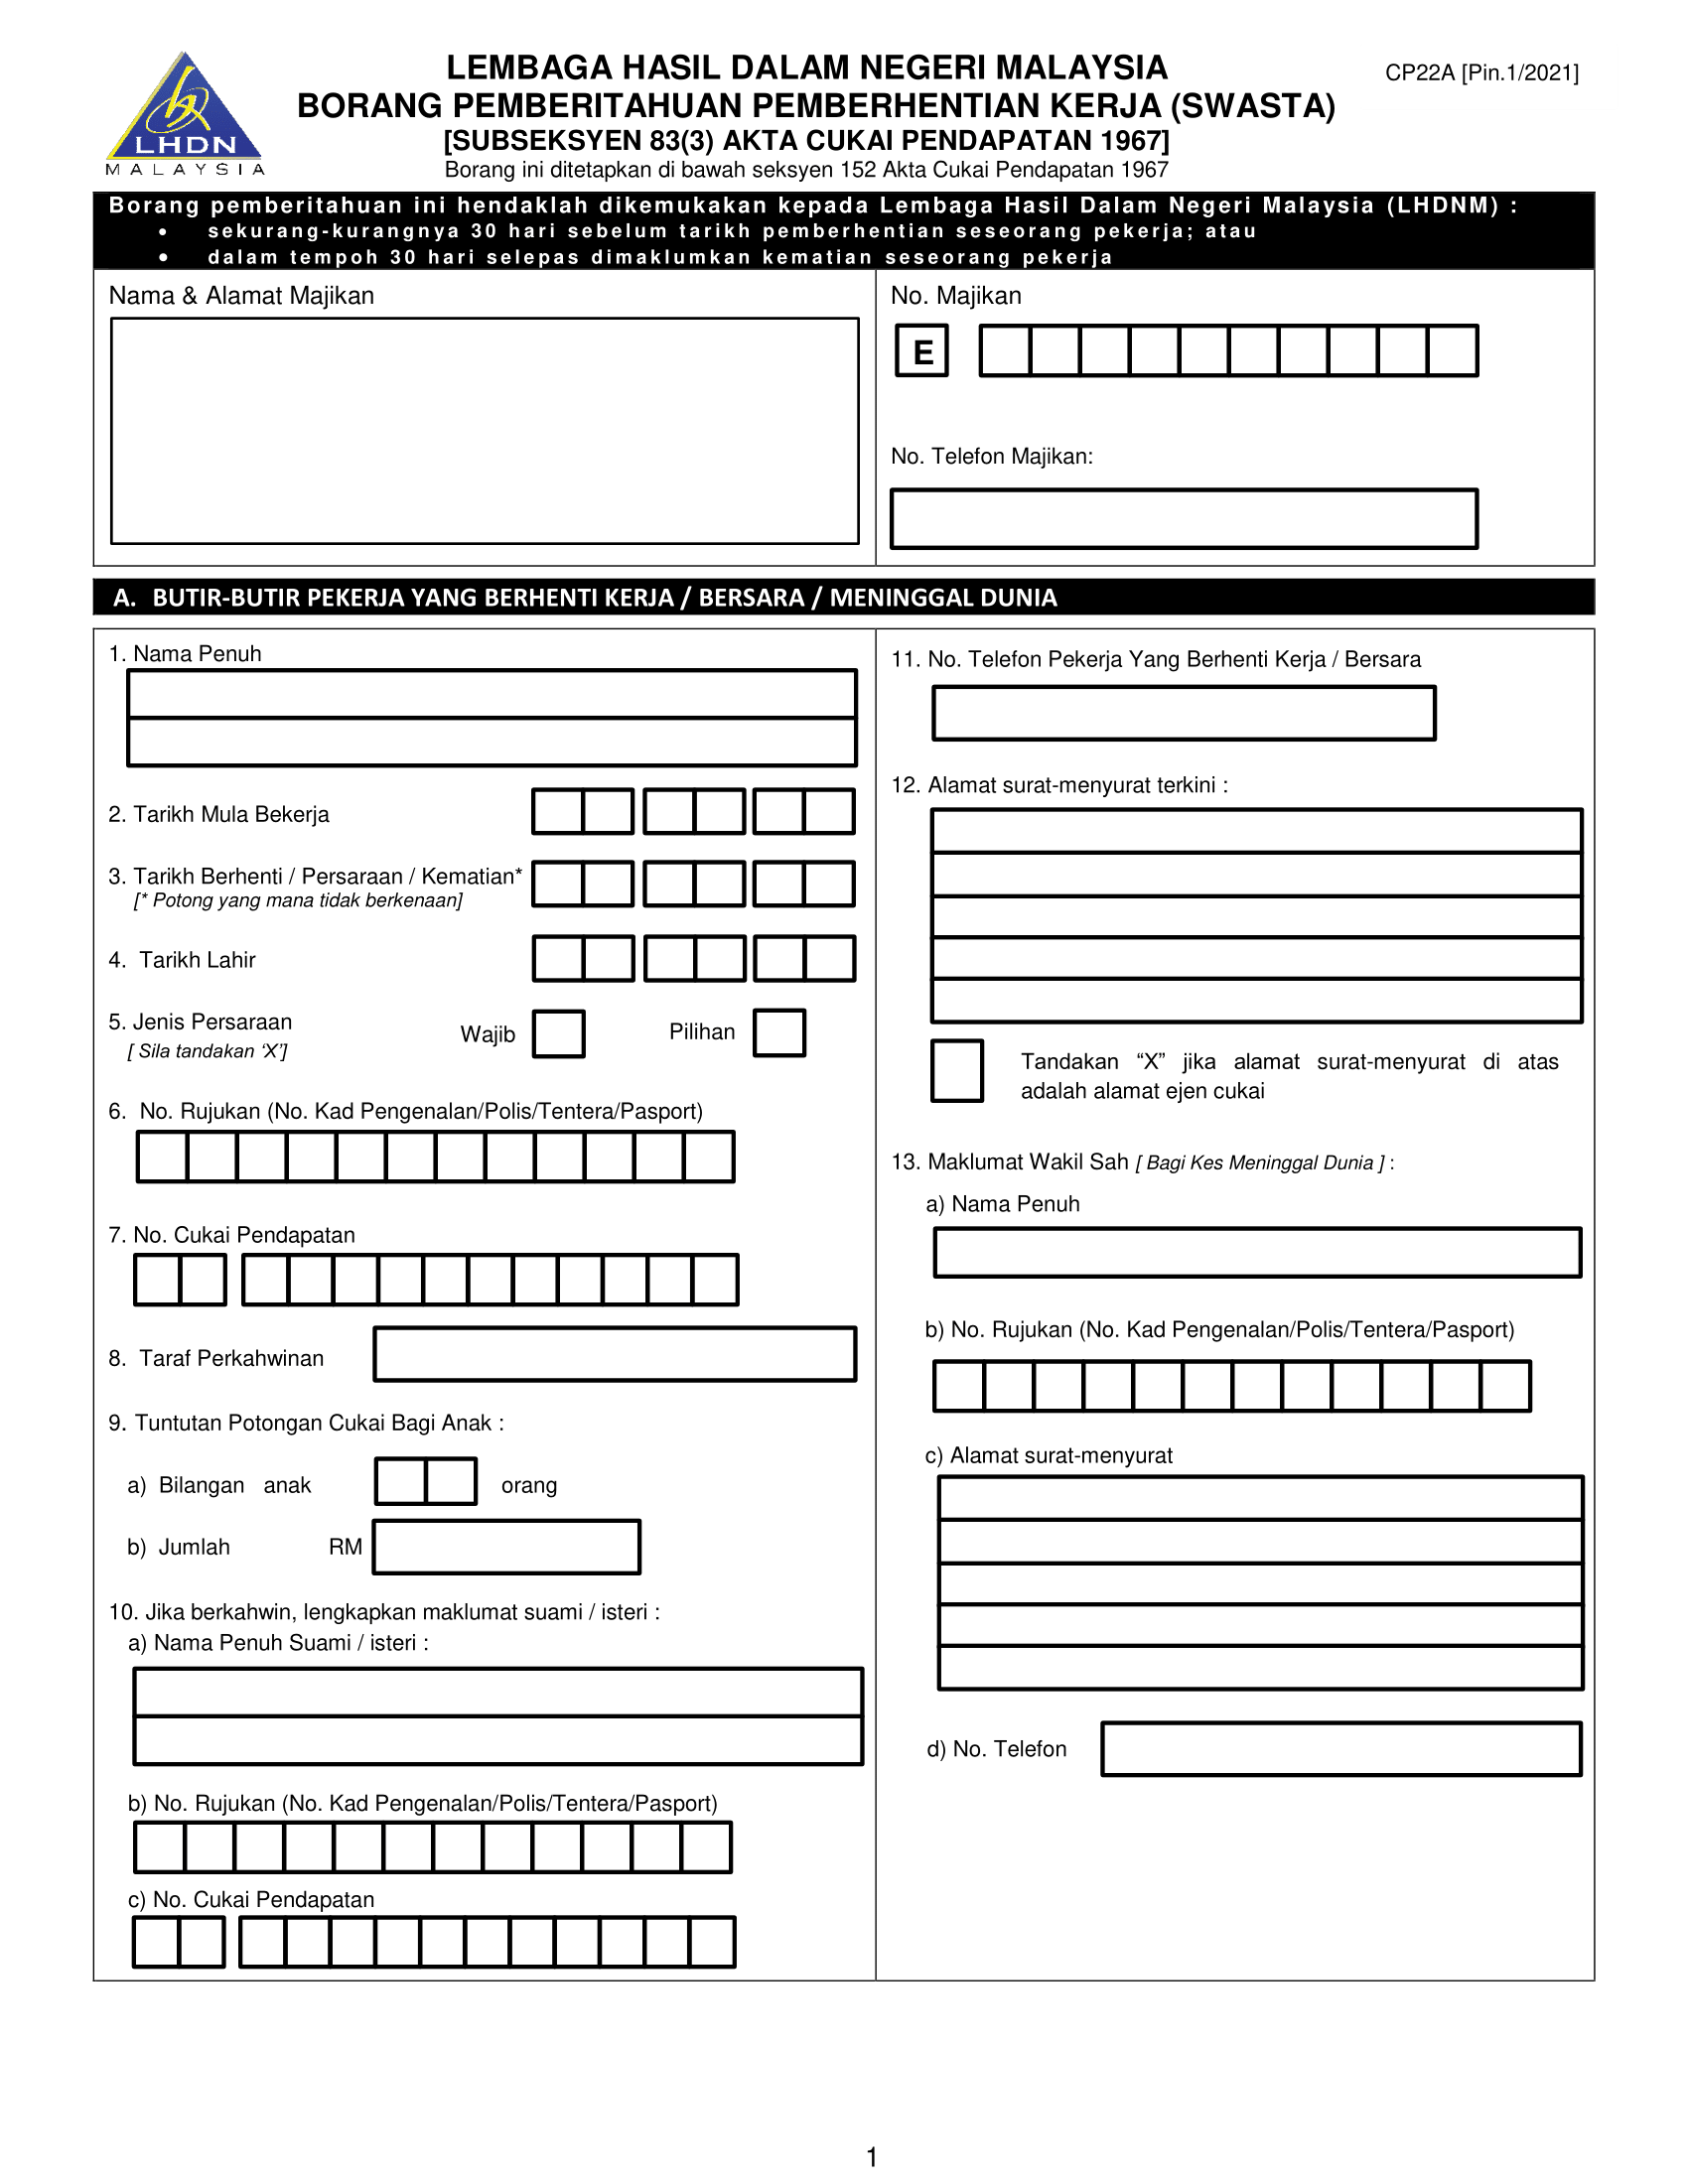 LHDN
MALAYSIA
LEMBAGA HASIL DALAM NEGERI MALAYSIA
BORANG PEMBERITAHUAN PEMBERHENTIAN KERJA (SWASTA)
[SUBSEKSYEN 83(3) AKTA CUKAI PENDAPATAN 1967]
Borang ini ditetapkan di bawah seksyen 152 Akta Cukai Pendapatan 1967
CP22A [Pin.1/2021]
Borang pemberitahuan ini hendaklah dikemukakan kepada Lembaga Hasil Dalam Negeri Malaysia (LHDNM) :
• sekurang-kurangnya 30 hari sebelum tarikh pemberhentian seseorang pekerja; atau
• dalam tempoh 30 hari selepas dimaklumkan kematian seseorang pekerja
Nama & Alamat Majikan
No. Majikan
E
No. Telefon Majikan:
A. BUTIR-BUTIR PEKERJA YANG BERHENTI KERJA / BERSARA / MENINGGAL DUNIA
1. Nama Penuh
2. Tarikh Mula Bekerja
3. Tarikh Berhenti / Persaraan / Kematian*
[* Potong yang mana tidak berkenaan]
4. Tarikh Lahir
5. Jenis Persaraan
[ Sila tandakan ‘X’]
Wajib
Pilihan
6. No. Rujukan (No. Kad Pengenalan/Polis/Tentera/Pasport)
7. No. Cukai Pendapatan
8. Taraf Perkahwinan
9. Tuntutan Potongan Cukai Bagi Anak :
a) Bilangan anak
orang
b) Jumlah RM
10. Jika berkahwin, lengkapkan maklumat suami / isteri :
a) Nama Penuh Suami / isteri :
b) No. Rujukan (No. Kad Pengenalan/Polis/Tentera/Pasport)
c) No. Cukai Pendapatan
11. No. Telefon Pekerja Yang Berhenti Kerja / Bersara
12. Alamat surat-menyurat terkini :
Tandakan “X” jika alamat surat-menyurat di atas
adalah alamat ejen cukai
13. Maklumat Wakil Sah [ Bagi Kes Meninggal Dunia ] :
a) Nama Penuh
b) No. Rujukan (No. Kad Pengenalan/Polis/Tentera/Pasport)
c) Alamat surat-menyurat
d) No. Telefon
1